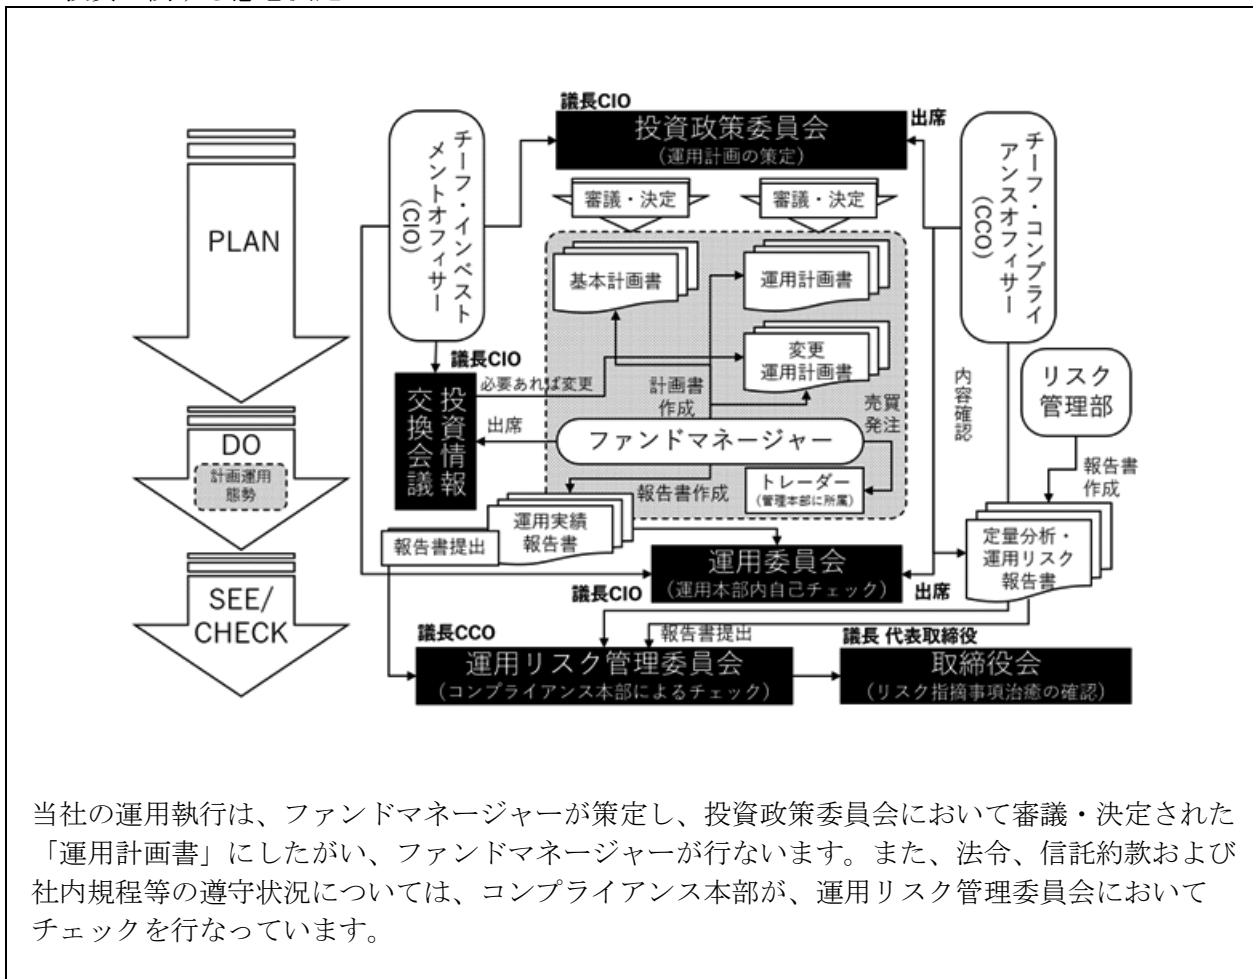 議長CIO
投資政策委員会
(運用計画の策定)
出席
チーフ・インベスト
メントオフィサー
(CIO)
チーフ・コンプライ
アンスオフィサー
(CCO)
審議・決定
審議・決定
PLAN
基本計画書
運用計画書
変更
運用計画書
議長CIO
必要あれば変更
計画書
作成
売買
発注
内容確認
リスク
管理部
投資情報
交換会議
出席
ファンドマネージャー
DO
計画運用
態勢
報告書作成
トレーダー
(管理本部に所属)
報告書
作成
運用実績
報告書
報告書提出
定量分析・
運用リスク
報告書
運用委員会
(運用本部内自己チェック)
議長CIO
出席
SEE/
CHECK
議長CCO
報告書提出
議長 代表取締役
運用リスク管理委員会
(コンプライアンス本部によるチェック)
取締役会
(リスク指摘事項治癒の確認)
当社の運用執行は、ファンドマネージャーが策定し、投資政策委員会において審議・決定された
「運用計画書」にしたがい、ファンドマネージャーが行ないます。また、法令、信託約款および
社内規程等の遵守状況については、コンプライアンス本部が、運用リスク管理委員会において
チェックを行なっています。